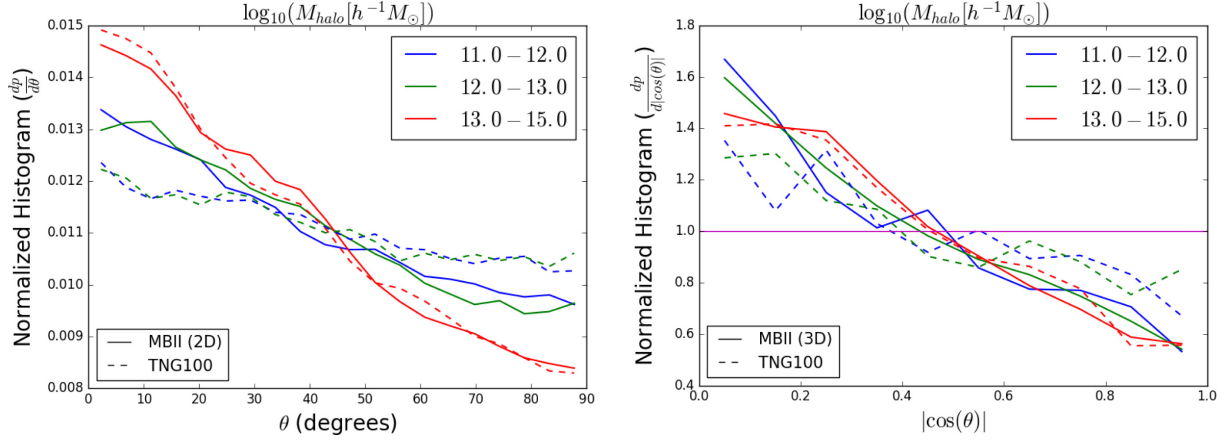 log₁₀(M_halo[h⁻¹M_⊙])
0.015
0.014
0.013
0.012
0.011
0.010
0.009
0.008
Normalized Histogram (dp/dθ)
11.0 − 12.0
12.0 − 13.0
13.0 − 15.0
MBII (2D)
TNG100
0 10 20 30 40 50 60 70 80 90
θ (degrees)
log₁₀(M_halo[h⁻¹M_⊙])
1.8
1.6
1.4
1.2
1.0
0.8
0.6
0.4
Normalized Histogram (dp/d|cos(θ)|)
11.0 − 12.0
12.0 − 13.0
13.0 − 15.0
MBII (3D)
TNG100
0.0 0.2 0.4 0.6 0.8 1.0
|cos(θ)|